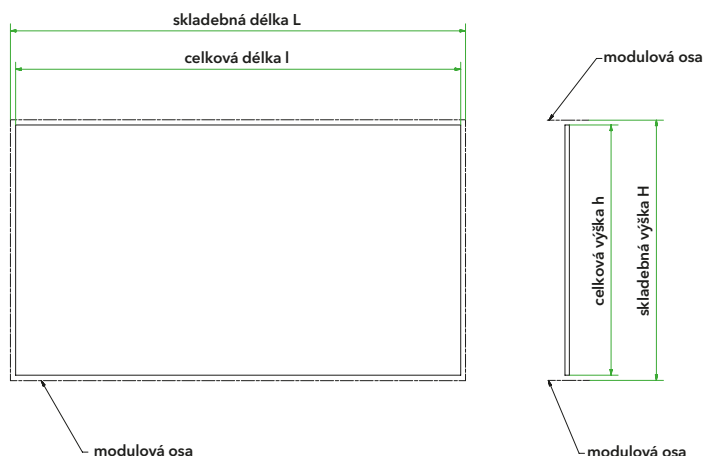 skladebná délka L
celková délka l
modulová osa
celková výška h
skladebná výška H
modulová osa
modulová osa